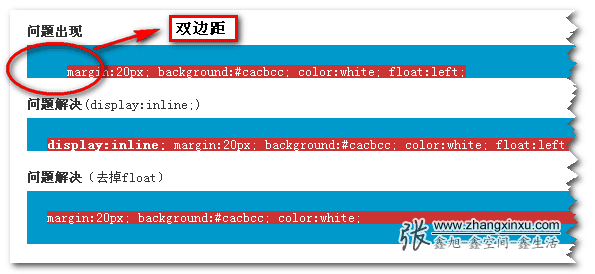 问题出现
双边距
margin:20px; background:#cacbcc; color:white; float:left;
问题解决(display:inline;)
display:inline; margin:20px; background:#cacbcc; color:white; float:left
问题解决（去掉float）
margin:20px; background:#cacbcc; color:white;
张
www.zhangxinxu.com
鑫旭-鑫空间-鑫生活